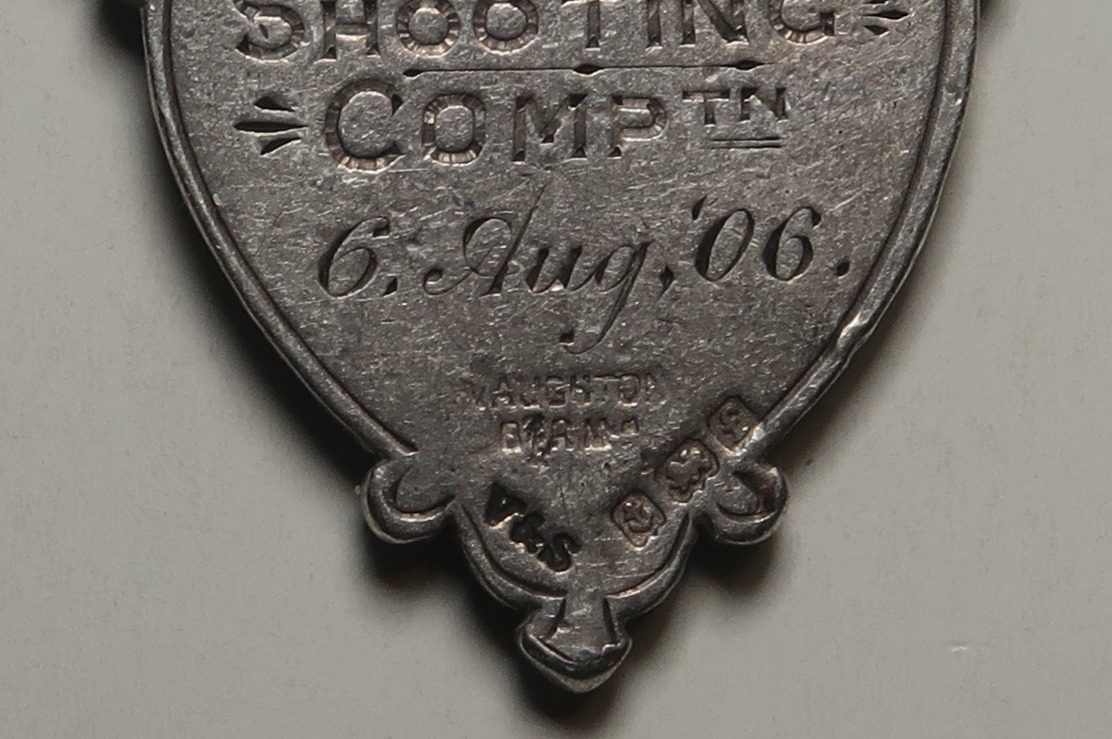 SHOOTING
COMPTN
6. Aug, '06.
VAUGHTON
BIRM
V&S